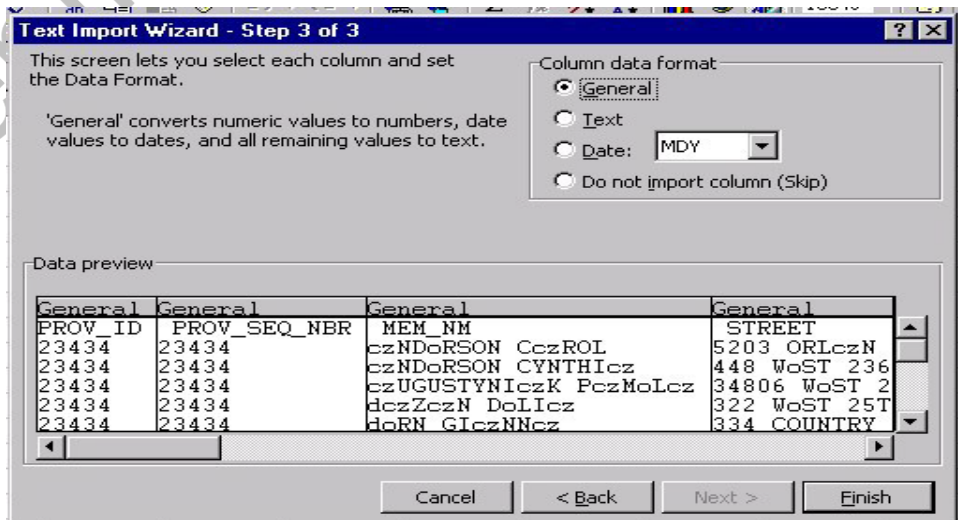 Text Import Wizard - Step 3 of 3
This screen lets you select each column and set
the Data Format.
'General' converts numeric values to numbers, date
values to dates, and all remaining values to text.
Column data format
General
Text
Date: MDY
Do not import column (Skip)
Data preview
General General General General
PROV_ID PROV_SEQ_NBR MEM_NM STREET
23434 23434 czNDoRSON CczROL 5203 ORLczN
23434 23434 czNDoRSON CYNTHIcz 448 WoST 236
23434 23434 czUGUSTYNIczK PczMoLcz 34806 WoST 2
23434 23434 dczZczN DoLIcz 322 WoST 25T
23434 23434 doRN GIczNNcz 334 COUNTRY
Cancel < Back Next > Finish